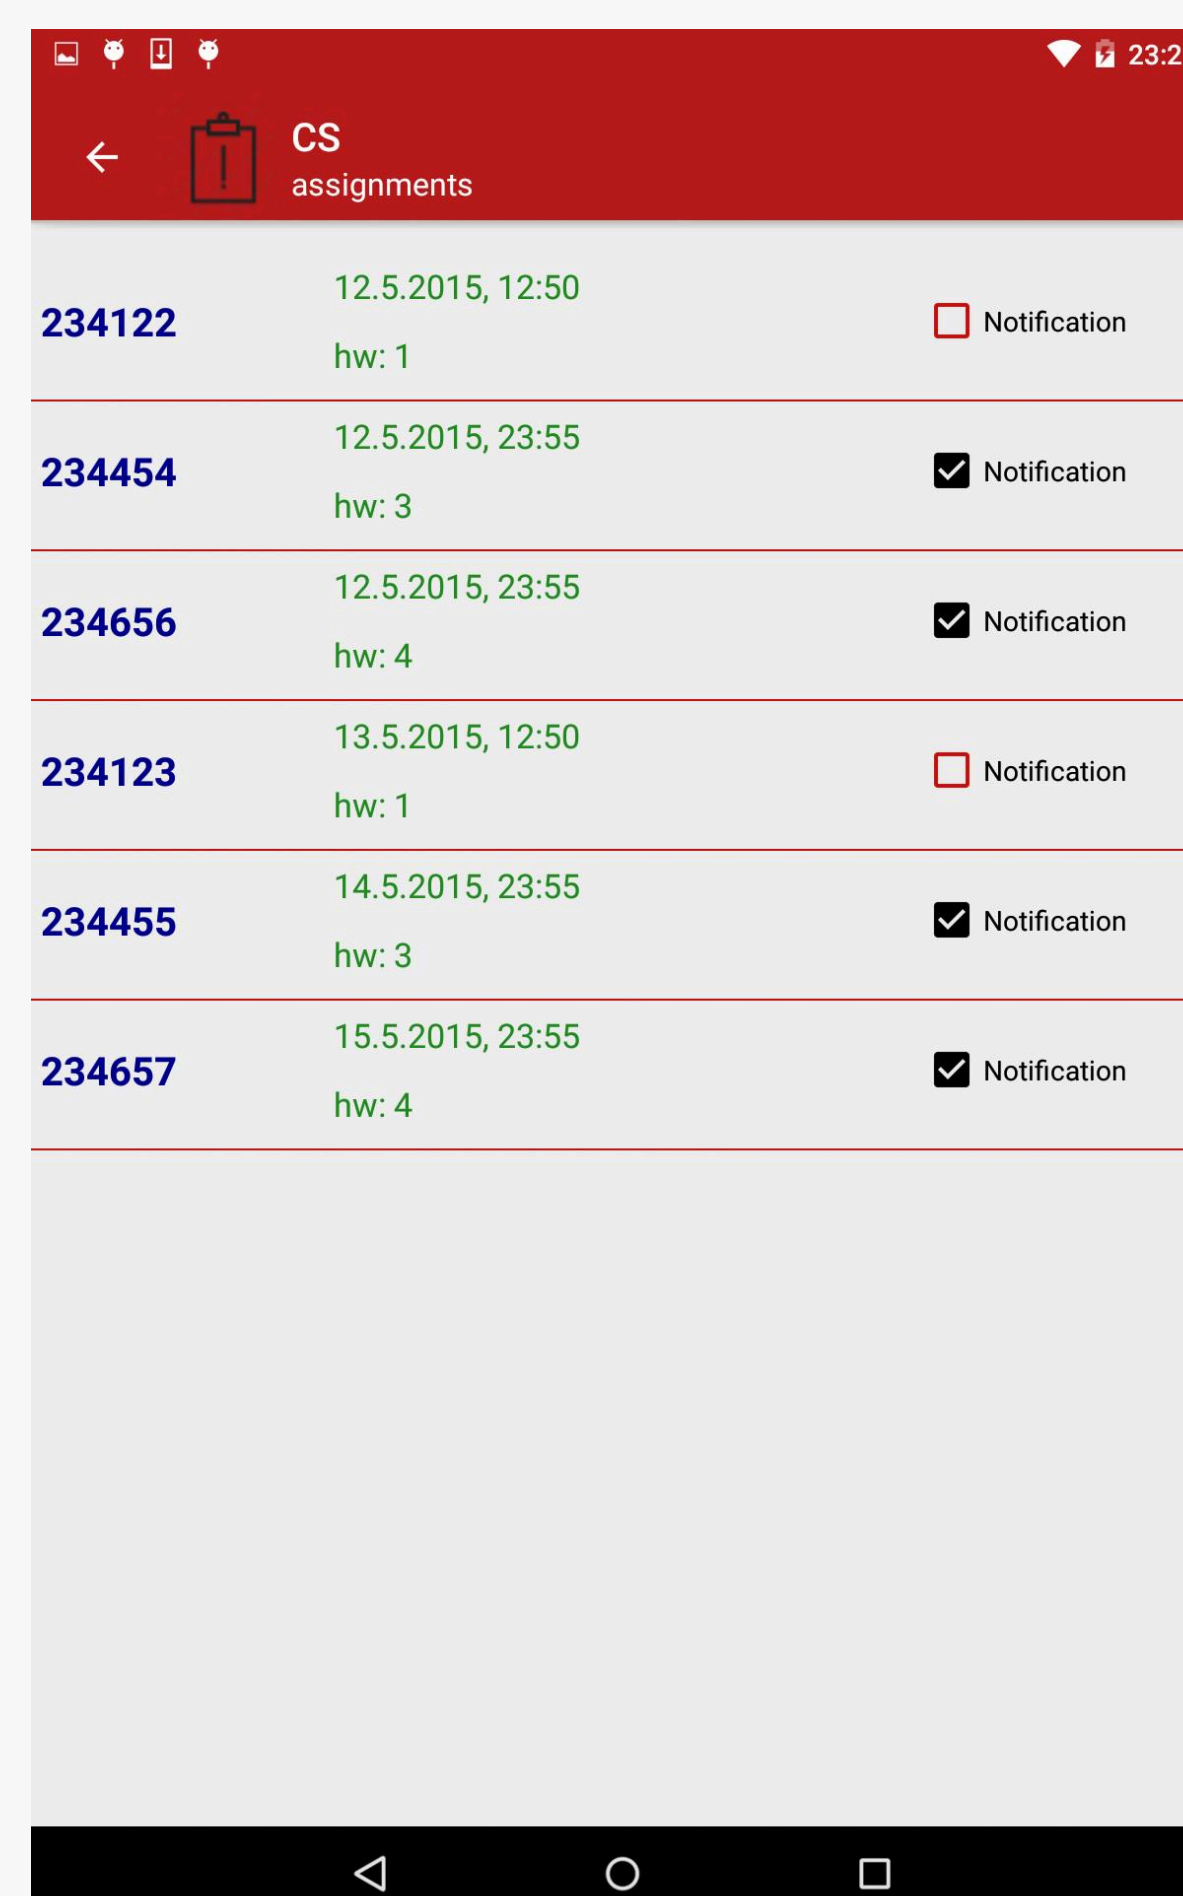 23:2
CS
assignments
234122
12.5.2015, 12:50
hw: 1
Notification
234454
12.5.2015, 23:55
hw: 3
Notification
234656
12.5.2015, 23:55
hw: 4
Notification
234123
13.5.2015, 12:50
hw: 1
Notification
234455
14.5.2015, 23:55
hw: 3
Notification
234657
15.5.2015, 23:55
hw: 4
Notification